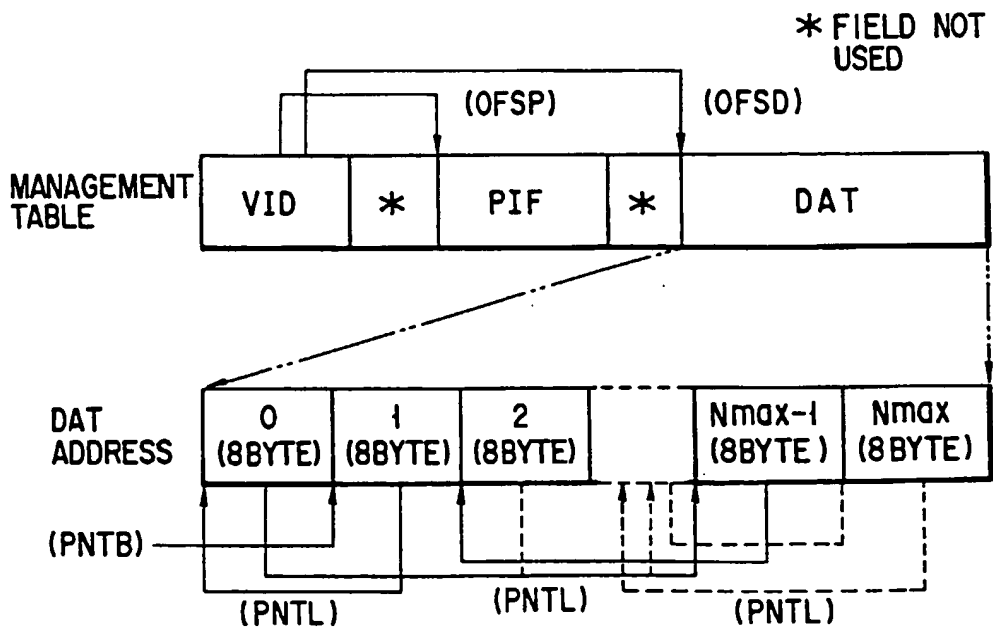 * FIELD NOT
USED
(OFSP)
(OFSD)
MANAGEMENT
TABLE
VID
*
PIF
*
DAT
DAT
ADDRESS
0
(8BYTE)
1
(8BYTE)
2
(8BYTE)
Nmax-1
(8BYTE)
Nmax
(8BYTE)
(PNTB)
(PNTL)
(PNTL)
(PNTL)